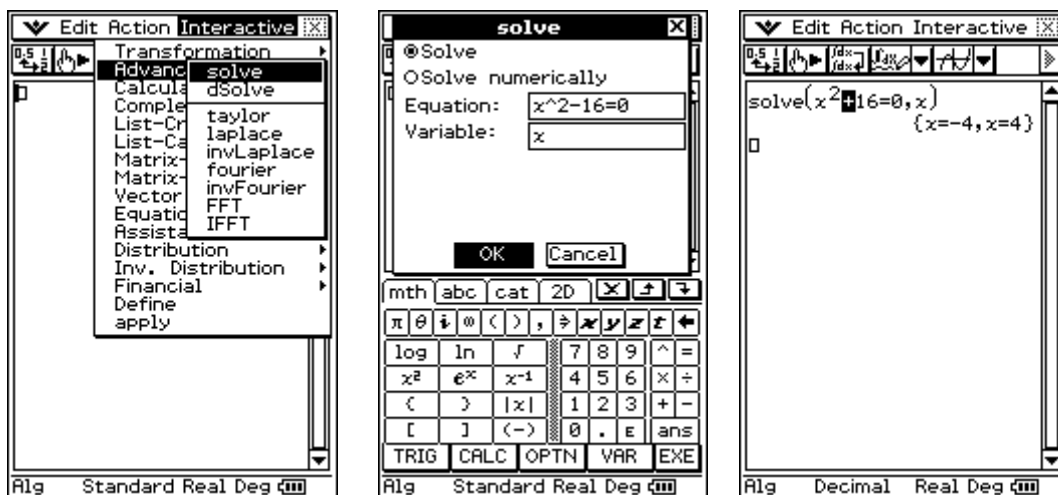 Edit Action Interactive
Transformation
Advanc
solve
dSolve
Calcula
Comple
taylor
List-Cr
laplace
List-Ca
invLaplace
Matrix-
fourier
Matrix-
invFourier
Vector
FFT
Equatio
IFFT
Assista
Distribution
Inv. Distribution
Financial
Define
apply
Alg Standard Real Deg
solve
Solve
Solve numerically
Equation: x^2-16=0
Variable: x
OK Cancel
mth abc cat 2D
π θ i ∞ ( ) , ⇒ x y z t
log ln √ 7 8 9 ^ =
x² eˣ x⁻¹ 4 5 6 × ÷
( ) |x| 1 2 3 + −
[ ] (−) 0 . E ans
TRIG CALC OPTN VAR EXE
Alg Standard Real Deg
Edit Action Interactive
solve(x²+16=0,x)
{x=-4,x=4}
Alg Decimal Real Deg